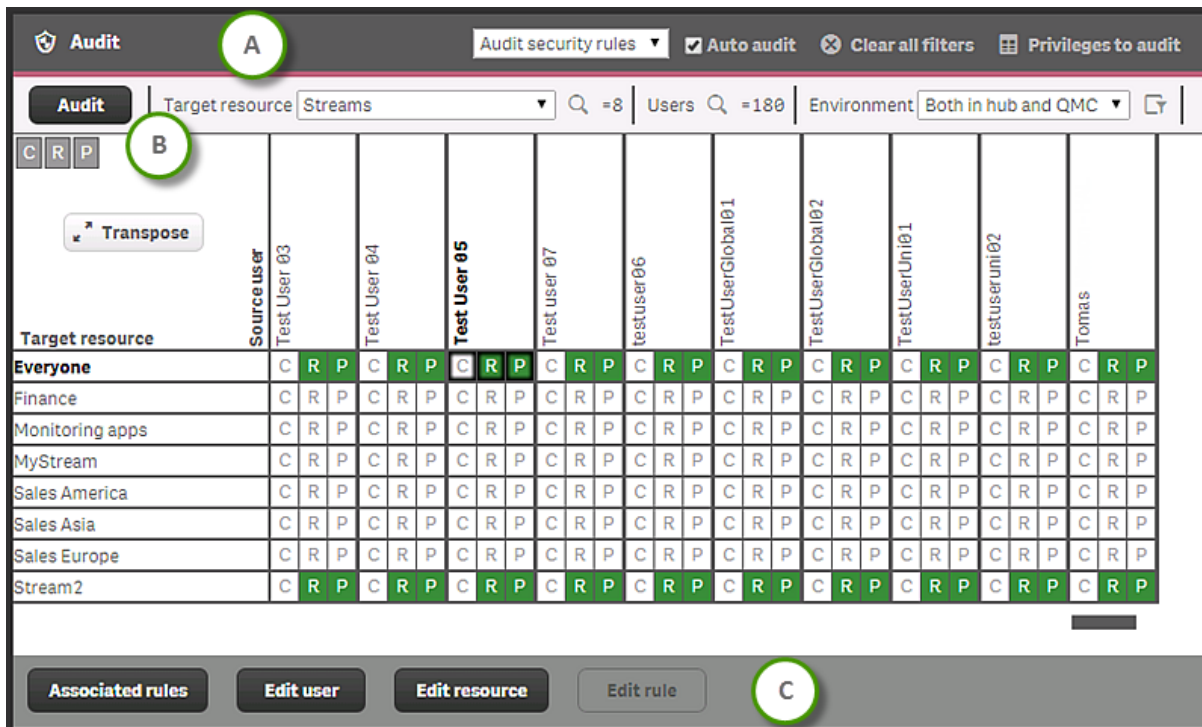 Audit A Audit security rules ▼ Auto audit Clear all filters Privileges to audit
Audit Target resource Streams ▼ =8 Users =180 Environment Both in hub and QMC ▼
B
C R P
Transpose
Target resource Source user Test User 03 Test User 04 Test User 05 Test user 07 testuser06 TestUserGlobal01 TestUserGlobal02 TestUserUni01 testuseruni02 Tomas
Everyone C R P C R P C R P C R P C R P C R P C R P C R P C R P C R P
Finance C R P C R P C R P C R P C R P C R P C R P C R P C R P C R P
Monitoring apps C R P C R P C R P C R P C R P C R P C R P C R P C R P C R P
MyStream C R P C R P C R P C R P C R P C R P C R P C R P C R P C R P
Sales America C R P C R P C R P C R P C R P C R P C R P C R P C R P C R P
Sales Asia C R P C R P C R P C R P C R P C R P C R P C R P C R P C R P
Sales Europe C R P C R P C R P C R P C R P C R P C R P C R P C R P C R P
Stream2 C R P C R P C R P C R P C R P C R P C R P C R P C R P C R P
Associated rules Edit user Edit resource Edit rule C